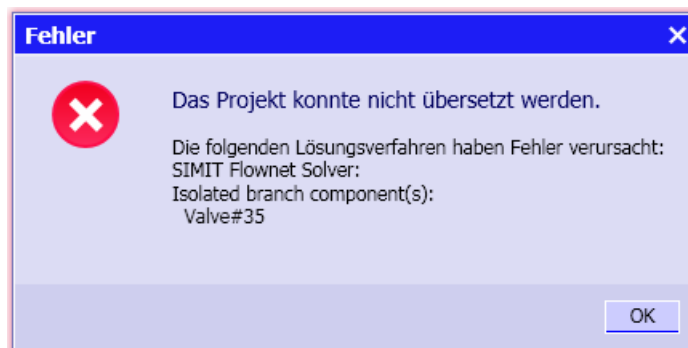 Fehler
Das Projekt konnte nicht übersetzt werden.
Die folgenden Lösungsverfahren haben Fehler verursacht:
SIMIT Flownet Solver:
Isolated branch component(s):
Valve#35
OK